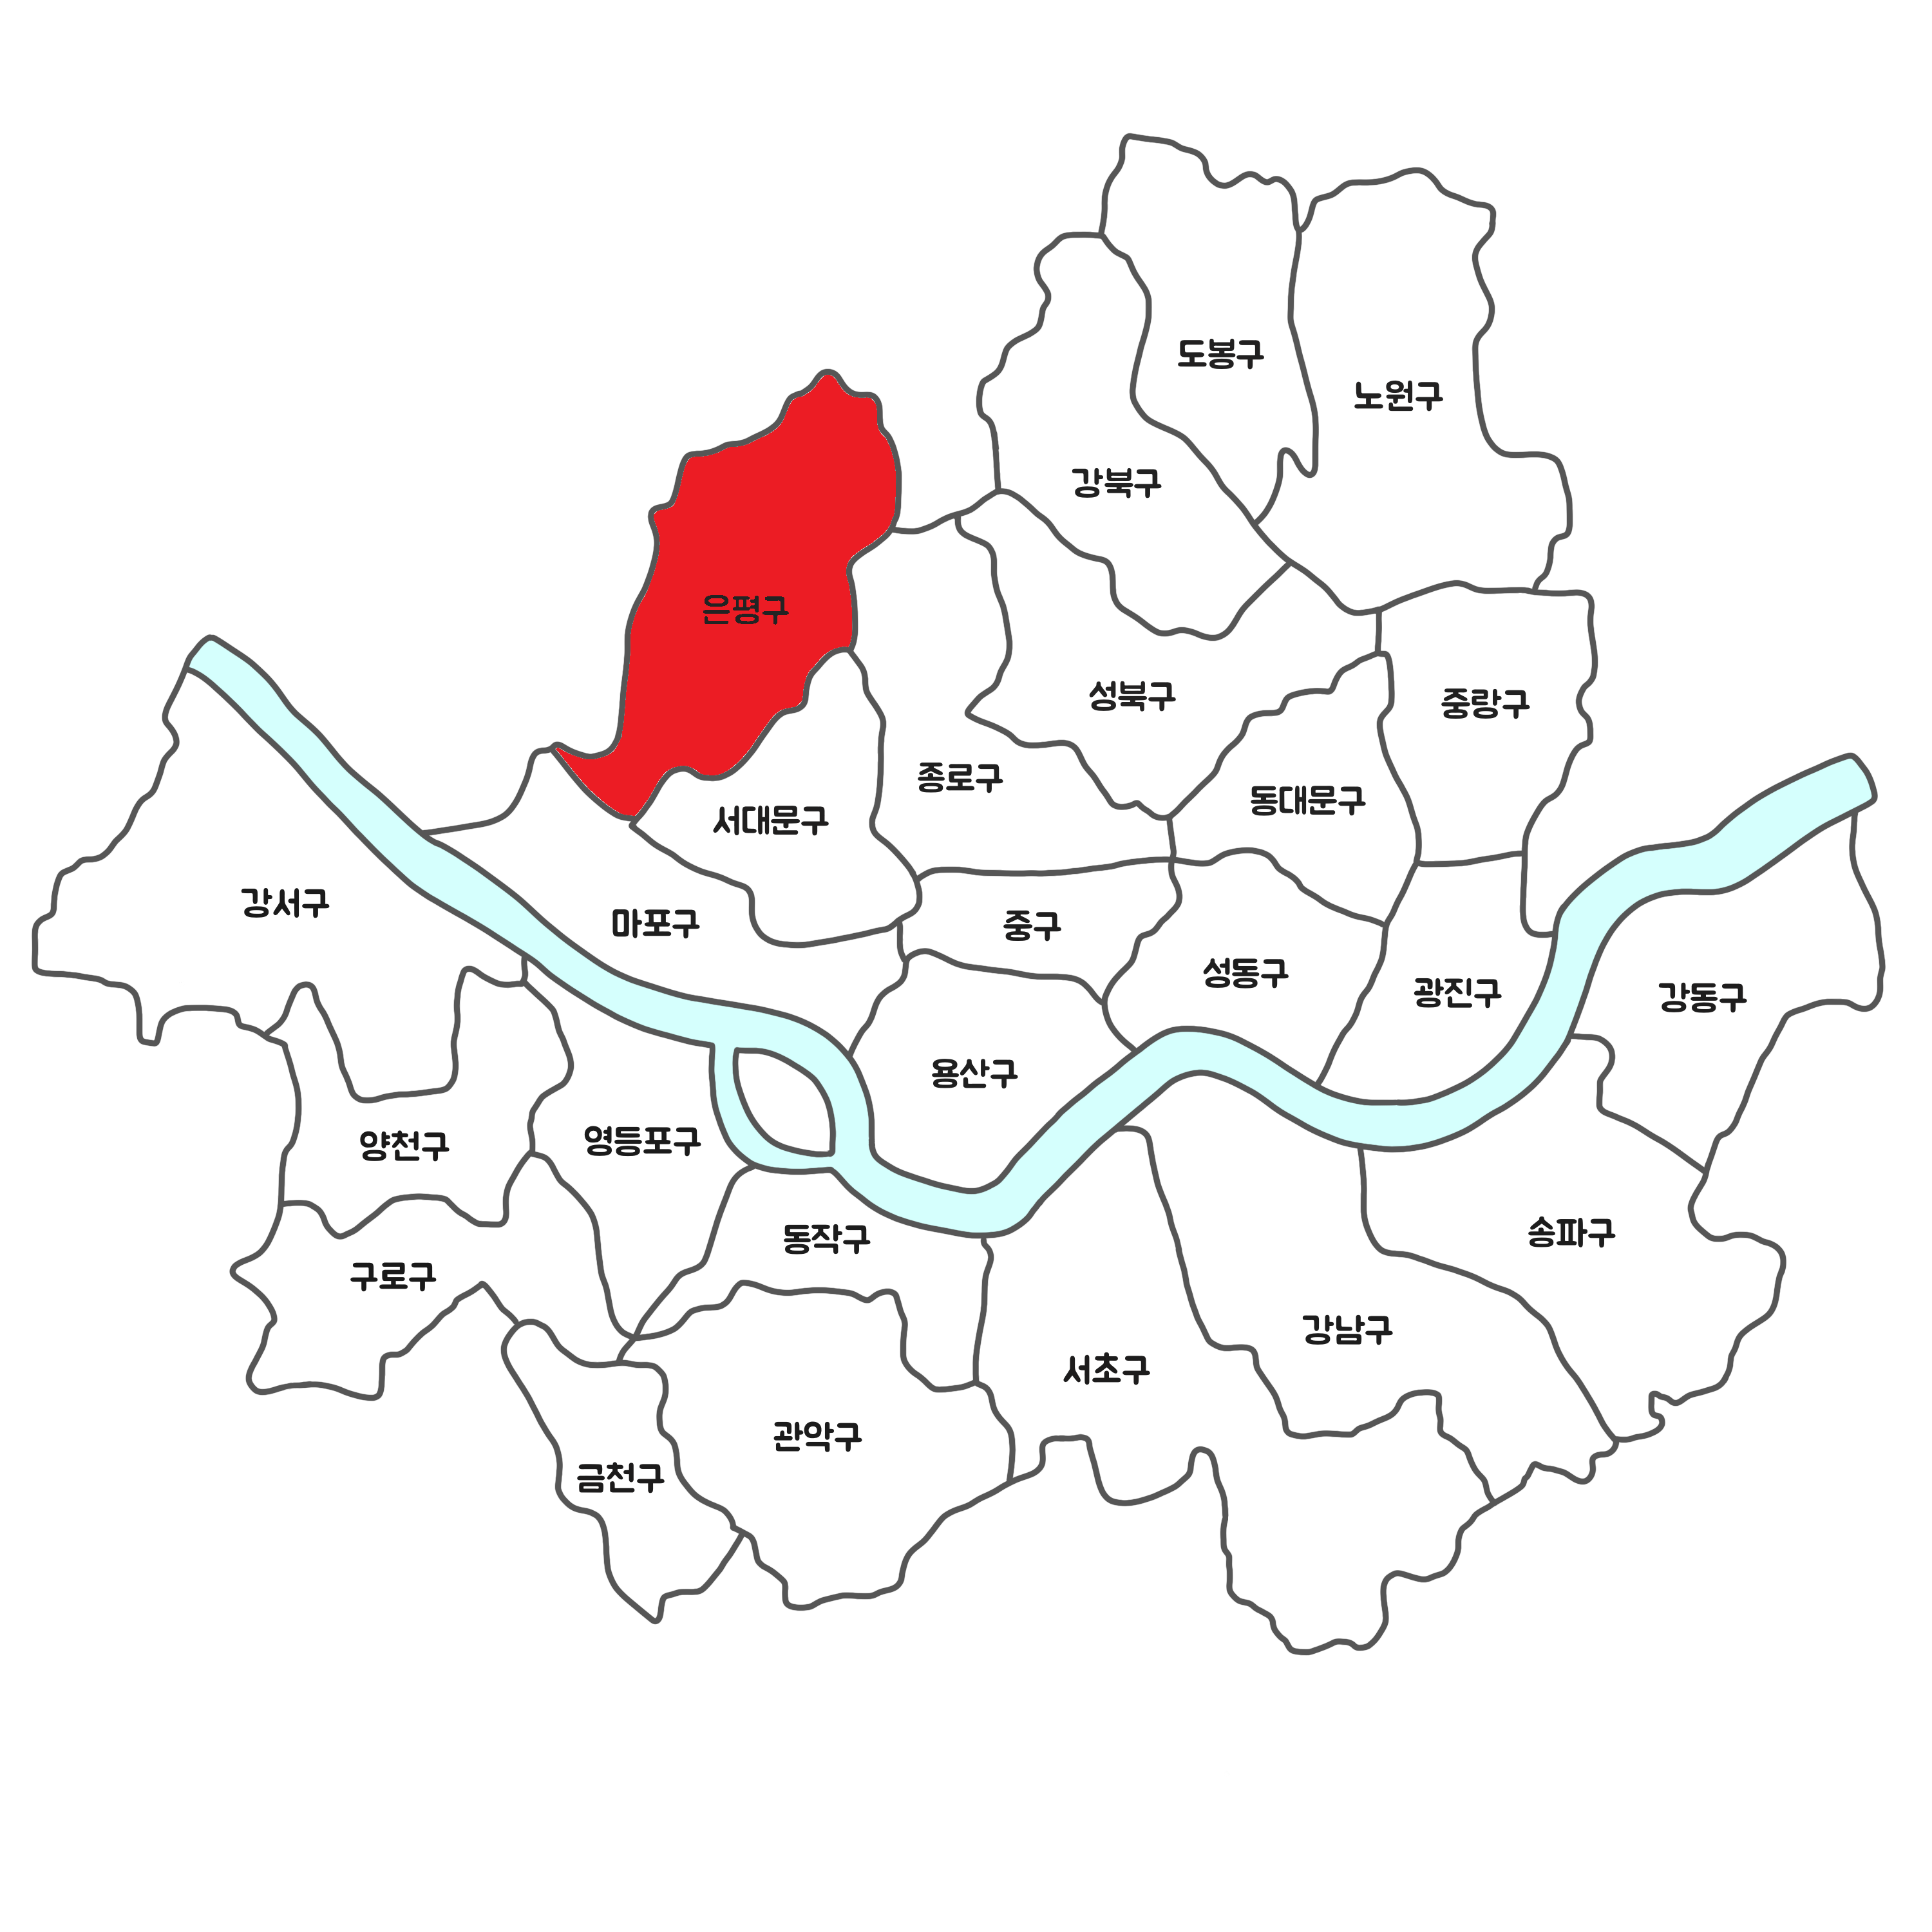 도봉구
노원구
강북구
은평구
성북구
중랑구
종로구
동대문구
서대문구
강서구
마포구
중구
성동구
광진구
강동구
용산구
양천구
영등포구
동작구
송파구
구로구
강남구
서초구
관악구
금천구